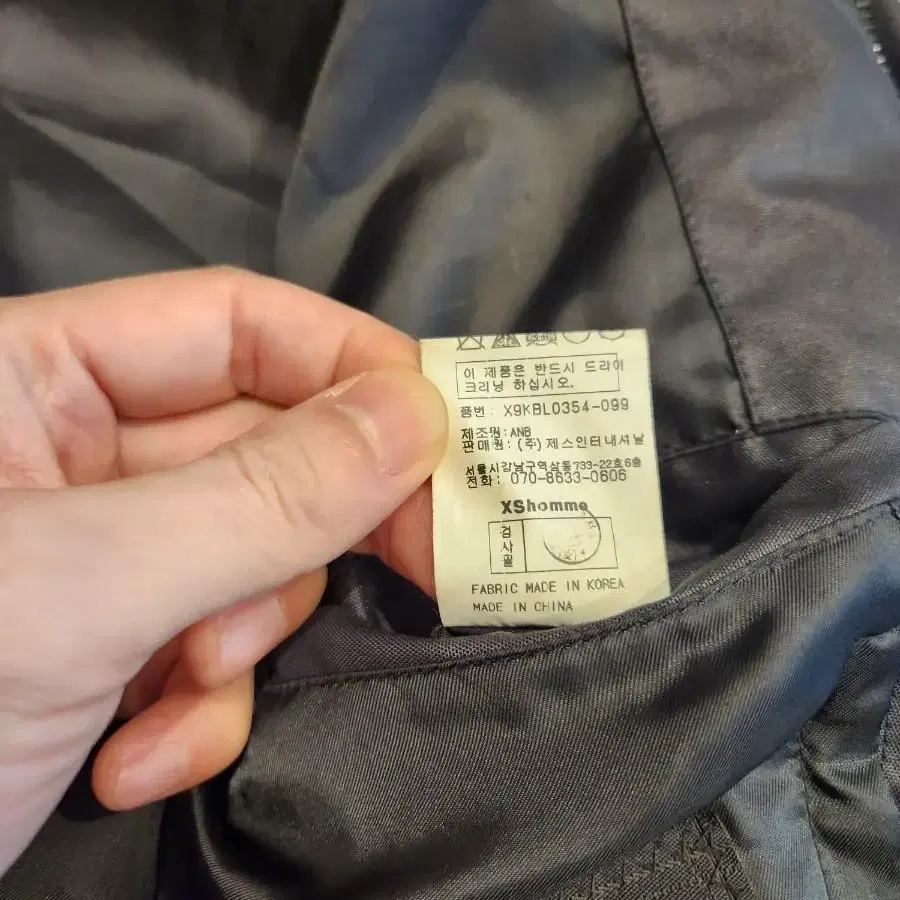 이 제품은 반드시 드라이
크리닝 하십시오.
품번: X9KBL0354-099
제조원:ANB
판매원:(주)제스인터내셔날
서울시강남구역삼동733-22호6층
전화: 070-8633-0606
XShomme
검사필
FABRIC MADE IN KOREA
MADE IN CHINA